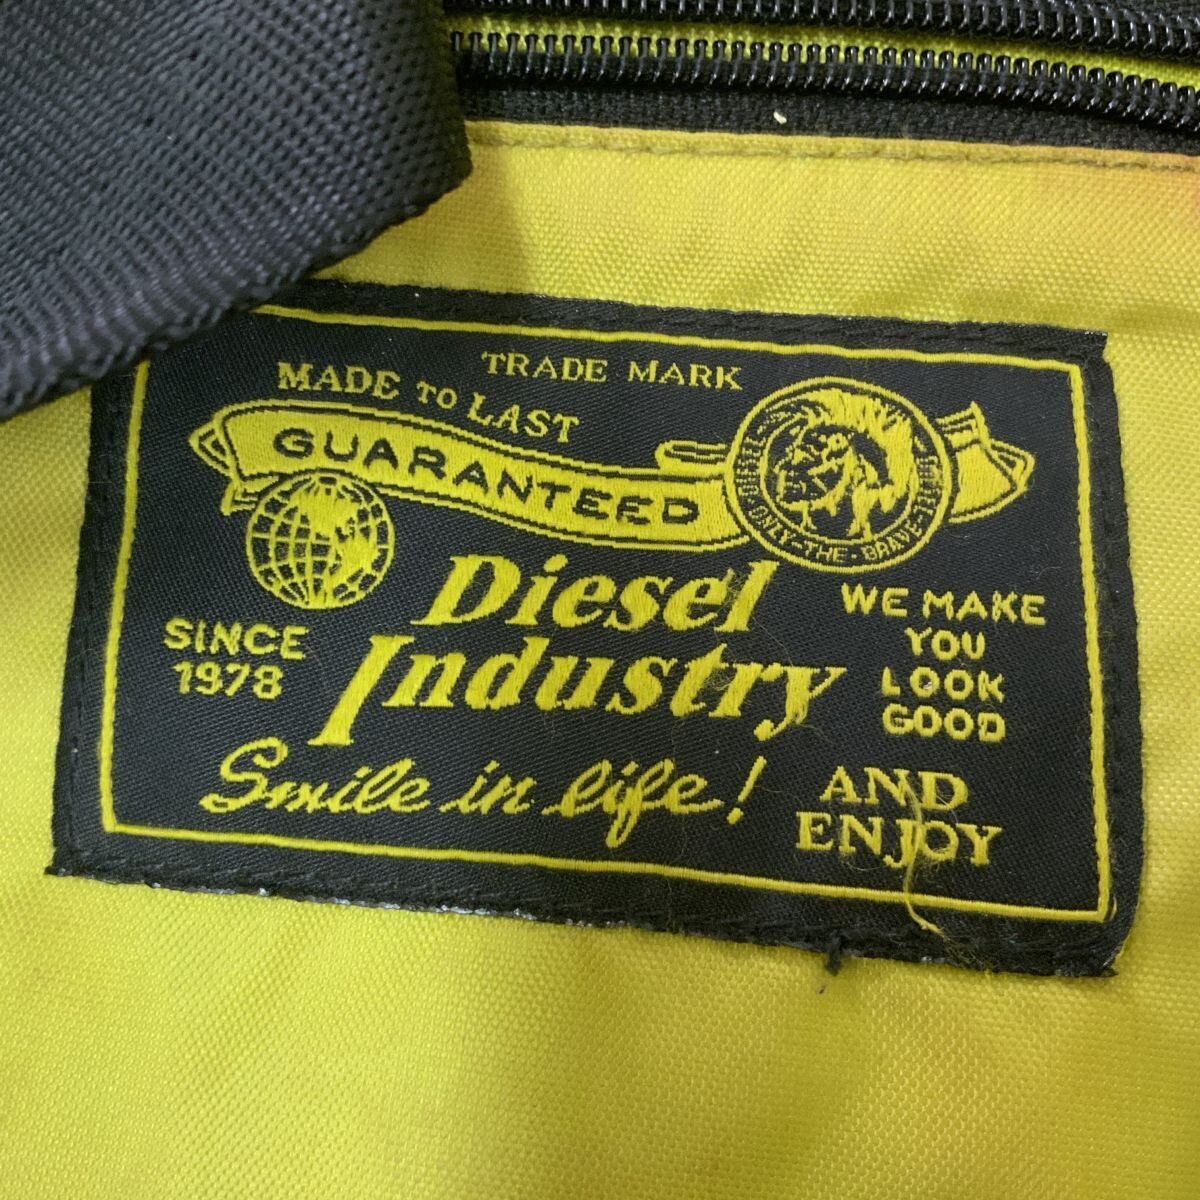 TRADE MARK
MADE TO LAST
GUARANTEED
DIESEL · ONLY · THE · BRAVE
Diesel
Industry
SINCE
1978
WE MAKE
YOU
LOOK
GOOD
Smile in life!
AND
ENJOY